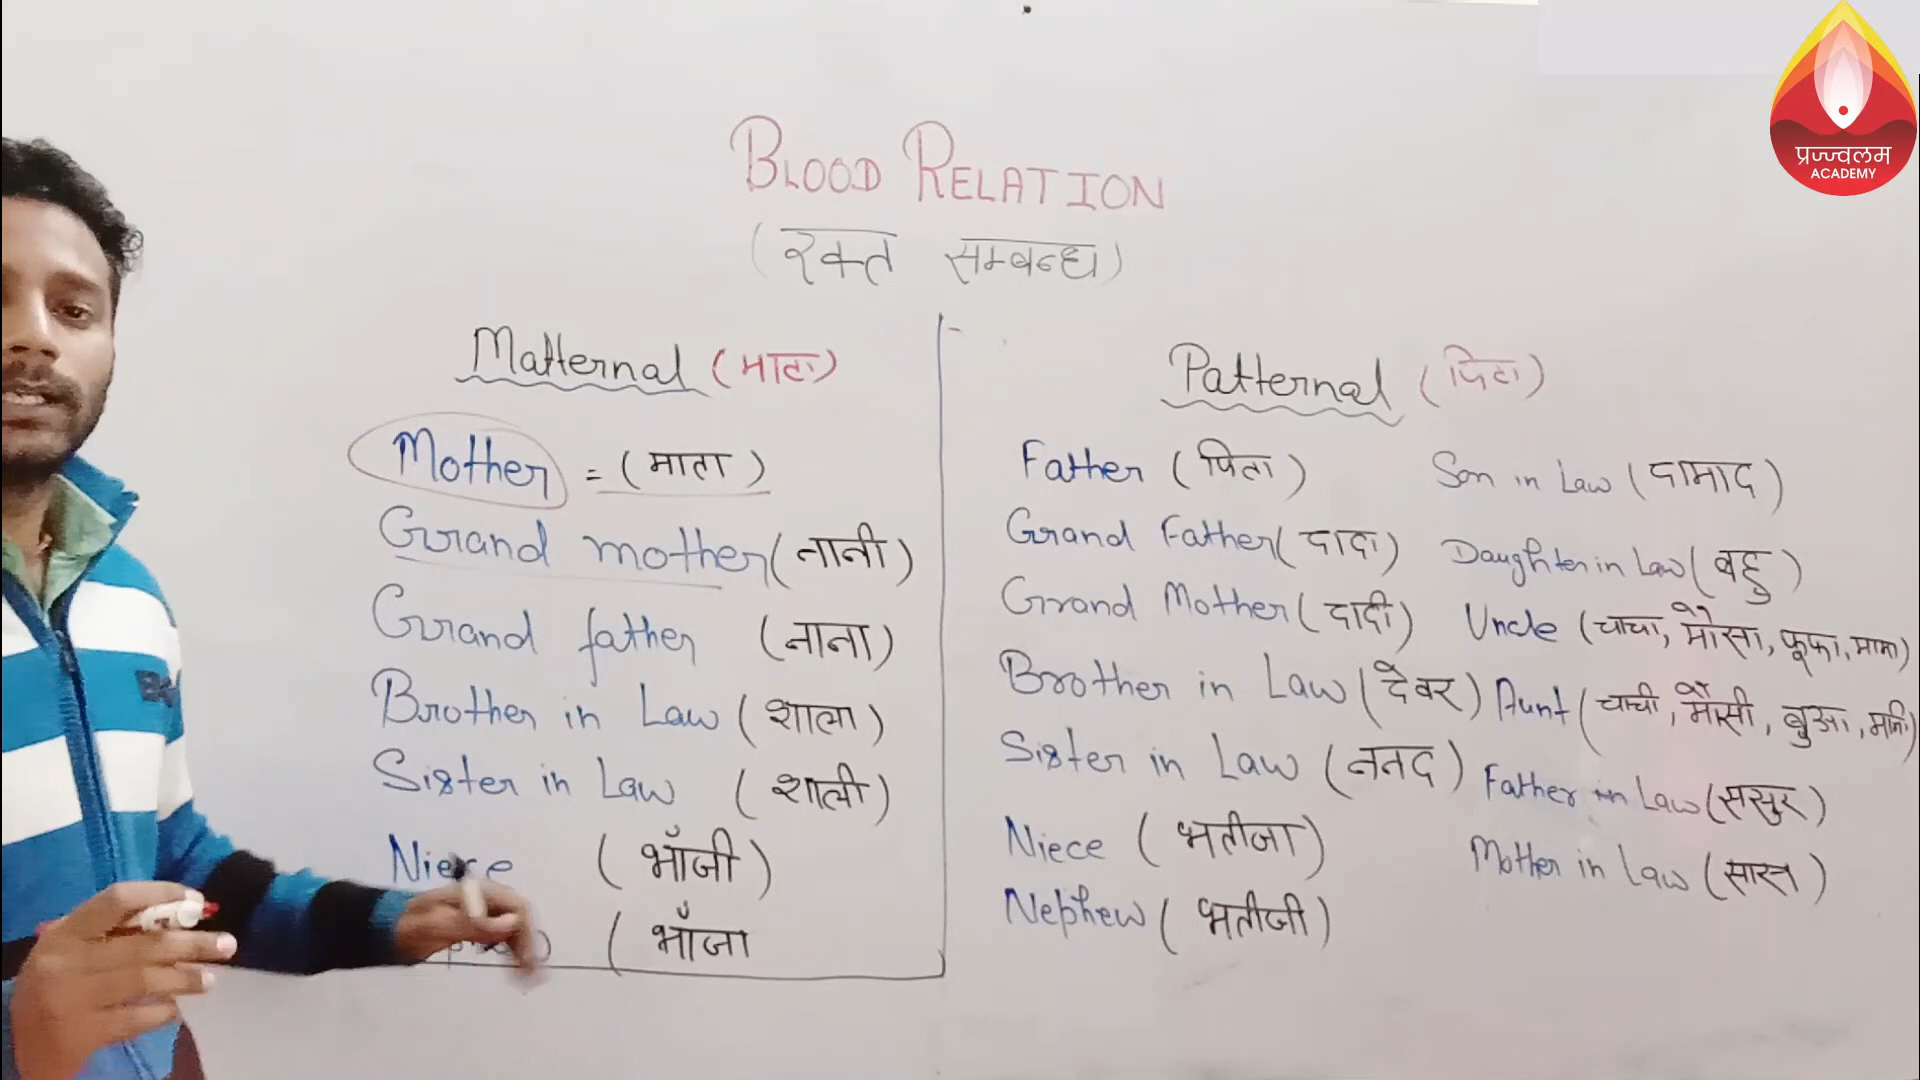 प्रज्ज्वलम
ACADEMY
BLOOD RELATION
(रक्त सम्बन्ध)
Matternal (माता)
Mother = (माता)
Grand mother (नानी)
Grand father (नाना)
Brother in Law (शाला)
Sister in Law (शाली)
Niece (भाँजी)
(भाँजा
Patternal (पिता)
Father (पिता)
Grand Father (दादा)
Grand Mother (दादी)
Brother in Law (देवर)
Sister in Law (ननद)
Niece (भतीजा)
Nephew (भतीजी)
Son in Law (दामाद)
Daughter in Law (बहु)
Uncle (चाचा, मौसा, फूफा, मामा)
Aunt (चाची, मौसी, बुआ,
Father in Law (ससुर)
Mother in Law (सास)